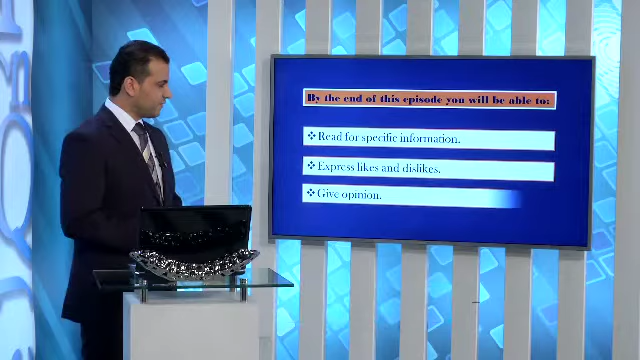 By the end of this episode you will be able to:
❖Read for specific information.
❖Express likes and dislikes.
❖Give opinion.